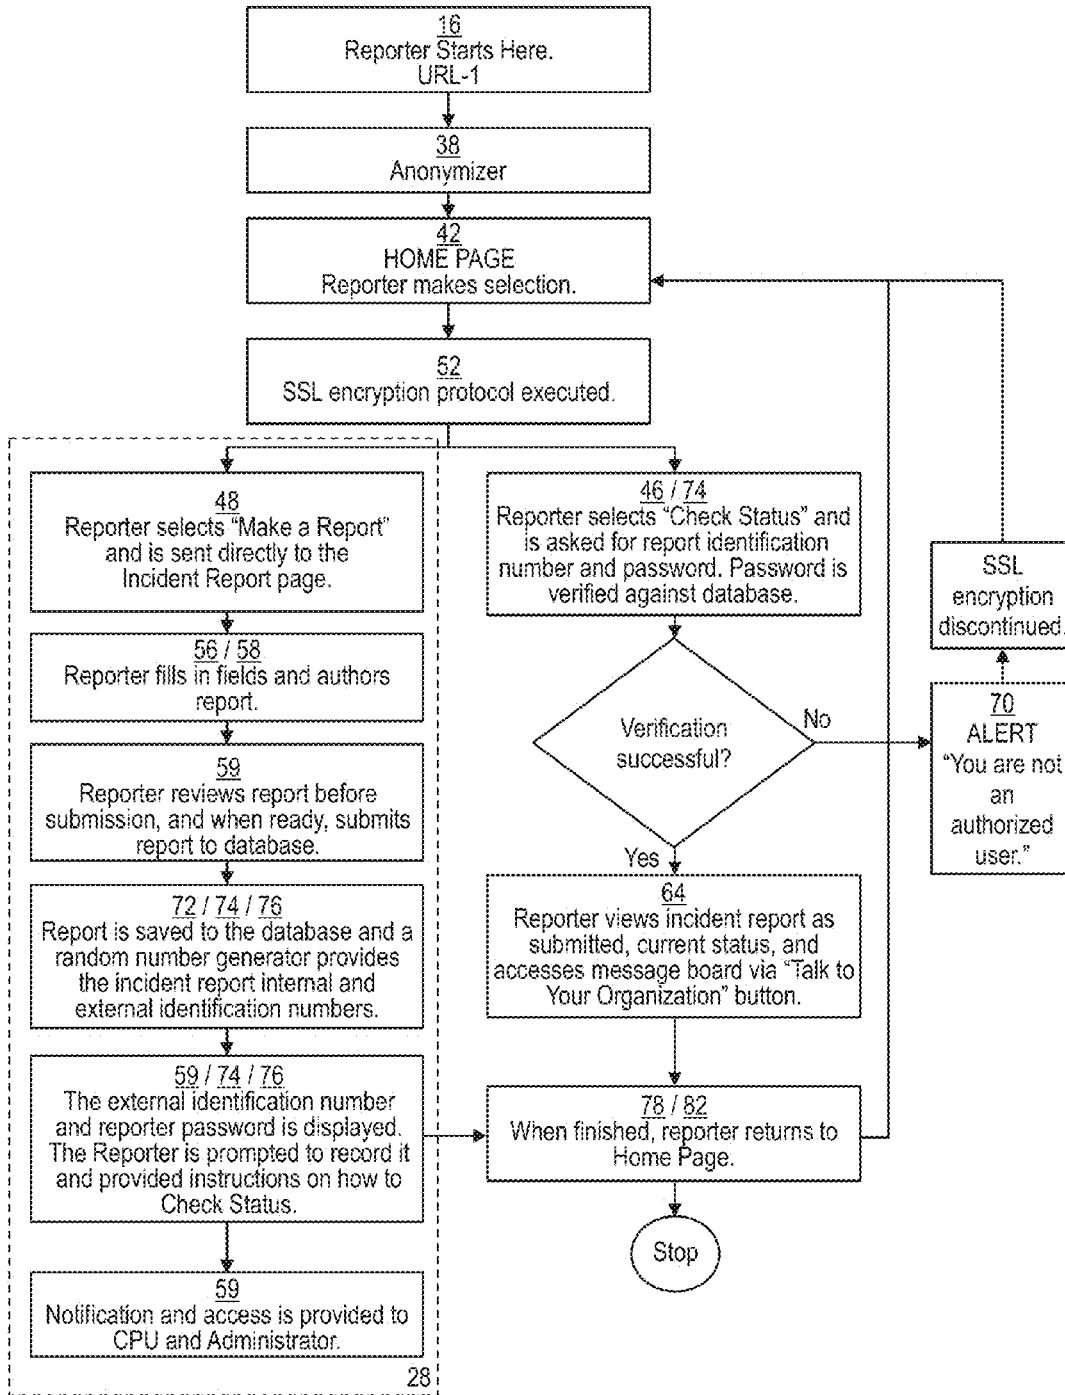 16
Reporter Starts Here.
URL-1
38
Anonymizer
42
HOME PAGE
Reporter makes selection.
52
SSL encryption protocol executed.
48
Reporter selects “Make a Report”
and is sent directly to the
Incident Report page.
56 / 58
Reporter fills in fields and authors
report.
59
Reporter reviews report before
submission, and when ready, submits
report to database.
72 / 74 / 76
Report is saved to the database and a
random number generator provides
the incident report internal and
external identification numbers.
59 / 74 / 76
The external identification number
and reporter password is displayed.
The Reporter is prompted to record it
and provided instructions on how to
Check Status.
59
Notification and access is provided to
CPU and Administrator.
28
46 / 74
Reporter selects “Check Status” and
is asked for report identification
number and password. Password is
verified against database.
Verification
successful?
No
Yes
64
Reporter views incident report as
submitted, current status, and
accesses message board via “Talk to
Your Organization” button.
78 / 82
When finished, reporter returns to
Home Page.
Stop
SSL
encryption
discontinued.
70
ALERT
“You are not
an
authorized
user.”